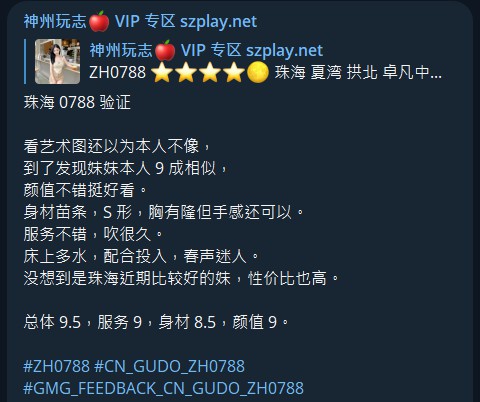 神州玩志🍎 VIP 专区 szplay.net
神州玩志🍎 VIP 专区 szplay.net
ZH0788 ⭐⭐⭐⭐🌕 珠海 夏湾 拱北 卓凡中...
珠海 0788 验证
看艺术图还以为本人不像，
到了发现妹妹本人 9 成相似，
颜值不错挺好看。
身材苗条，S 形，胸有隆但手感还可以。
服务不错，吹很久。
床上多水，配合投入，春声迷人。
没想到是珠海近期比较好的妹，性价比也高。
总体 9.5，服务 9，身材 8.5，颜值 9。
#ZH0788 #CN_GUDO_ZH0788
#GMG_FEEDBACK_CN_GUDO_ZH0788